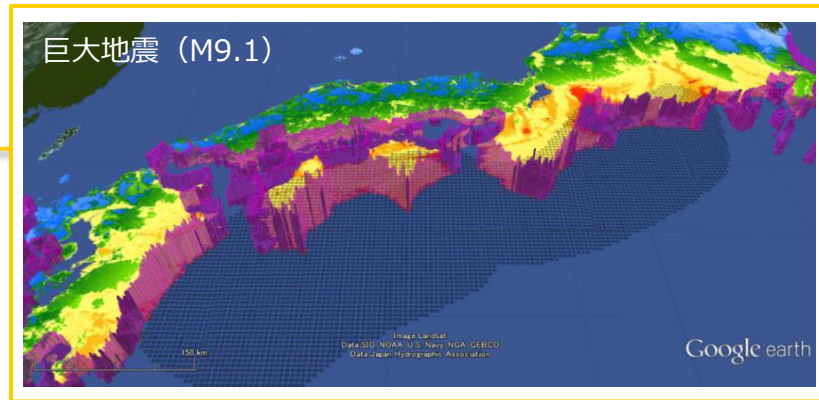 巨大地震（M9.1）
150 km
Image Landsat
Data SIO, NOAA, U.S. Navy, NGA, GEBCO
Data Japan Hydrographic Association
Google earth